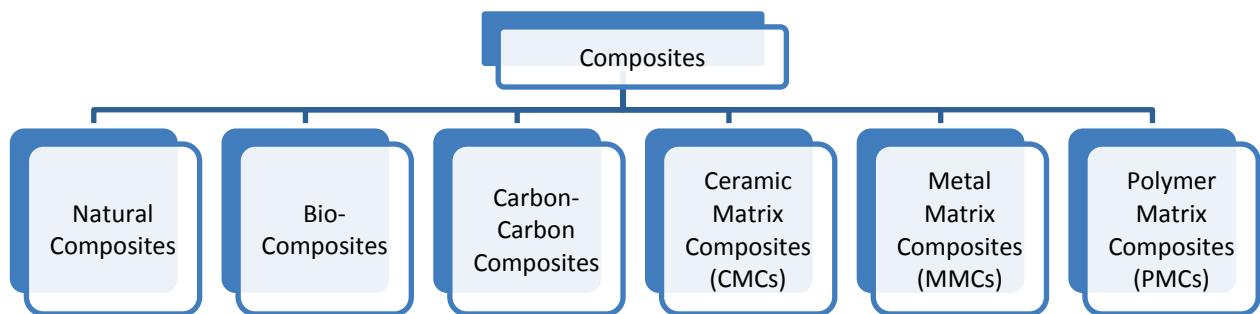 Composites
Natural
Composites
Bio-
Composites
Carbon-
Carbon
Composites
Ceramic
Matrix
Composites
(CMCs)
Metal
Matrix
Composites
(MMCs)
Polymer
Matrix
Composites
(PMCs)